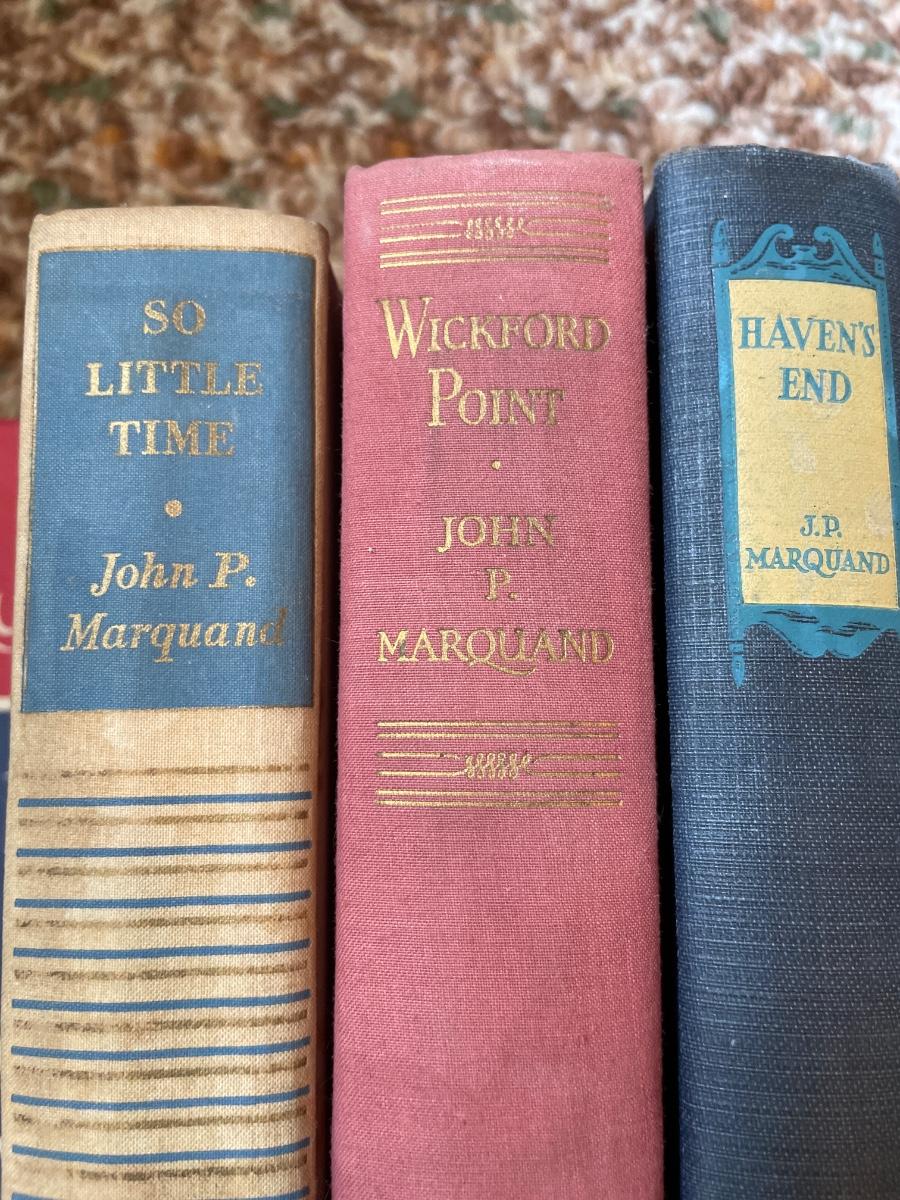 SO
LITTLE
TIME
•
John P.
Marquand
WICKFORD
POINT
•
JOHN
P.
MARQUAND
HAVEN'S
END
J.P.
MARQUAND